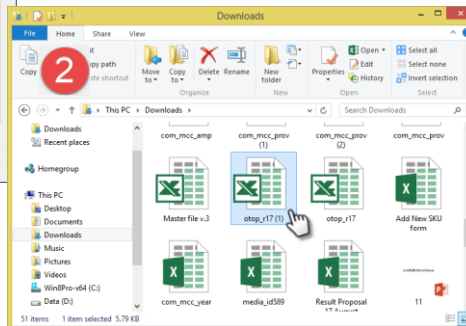 Downloads
File Home Share View
Copy
2
ut
py path
te shortcut
Move to
Copy to
Delete
Rename
New folder
Properties
Open
Edit
History
Select all
Select none
Invert selection
Organize New Open Select
This PC Downloads
Search Downloads
Downloads
Recent places
Homegroup
This PC
Desktop
Documents
Downloads
Music
Pictures
Videos
Win8Pro-x64 (C:)
Data (D:)
com_mcc_amp
com_mcc_prov (1)
com_mcc_prov (2)
com_mcc_prov
Master file v.3
otop_r17 (1)
otop_r17
Add New SKU form
com_mcc_year
media_id589
Result Proposal 17 August
11
51 items 1 item selected 5.79 KB